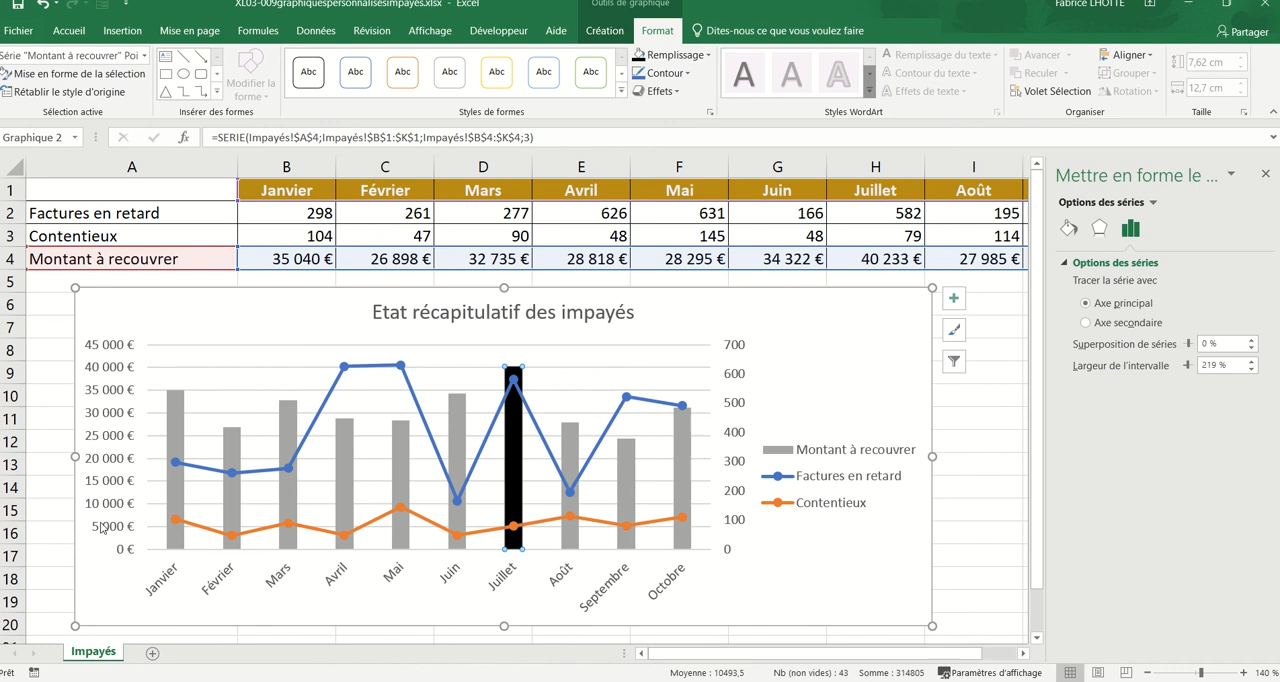 XL03-009graphiquespersonnalisésimpayés.xlsx - Excel
Outils de graphique
Fabrice LHOTTE
Fichier Accueil Insertion Mise en page Formules Données Révision Affichage Développeur Aide Création Format Dites-nous ce que vous voulez faire Partager
Série "Montant à recouvrer" Poi
Mise en forme de la sélection
Rétablir le style d'origine
Sélection active
Modifier la
forme
Insérer des formes
Abc Abc Abc Abc Abc Abc Abc
Styles de formes
Remplissage
Contour
Effets
A A A
Styles WordArt
Remplissage du texte
Contour du texte
Effets de texte
Avancer
Reculer
Volet Sélection
Aligner
Grouper
Rotation
Organiser
7,62 cm
12,7 cm
Taille
Graphique 2
fx
=SERIE(Impayés!$A$4;Impayés!$B$1:$K$1;Impayés!$B$4:$K$4;3)
A B C D E F G H I
1 Janvier Février Mars Avril Mai Juin Juillet Août
2 Factures en retard 298 261 277 626 631 166 582 195
3 Contentieux 104 47 90 48 145 48 79 114
4 Montant à recouvrer 35 040 € 26 898 € 32 735 € 28 818 € 28 295 € 34 322 € 40 233 € 27 985 €
5
6
7
8
9
10
11
12
13
14
15
16
17
18
19
20
Etat récapitulatif des impayés
45 000 €
40 000 €
35 000 €
30 000 €
25 000 €
20 000 €
15 000 €
10 000 €
5 000 €
0 €
700
600
500
400
300
200
100
0
Janvier Février Mars Avril Mai Juin Juillet Août Septembre Octobre
Montant à recouvrer
Factures en retard
Contentieux
Mettre en forme le ...
Options des séries
Options des séries
Tracer la série avec
Axe principal
Axe secondaire
Superposition de séries 0 %
Largeur de l'intervalle 219 %
Impayés
Prêt
Moyenne : 10493,5 Nb (non vides) : 43 Somme : 314805 Paramètres d'affichage 140 %